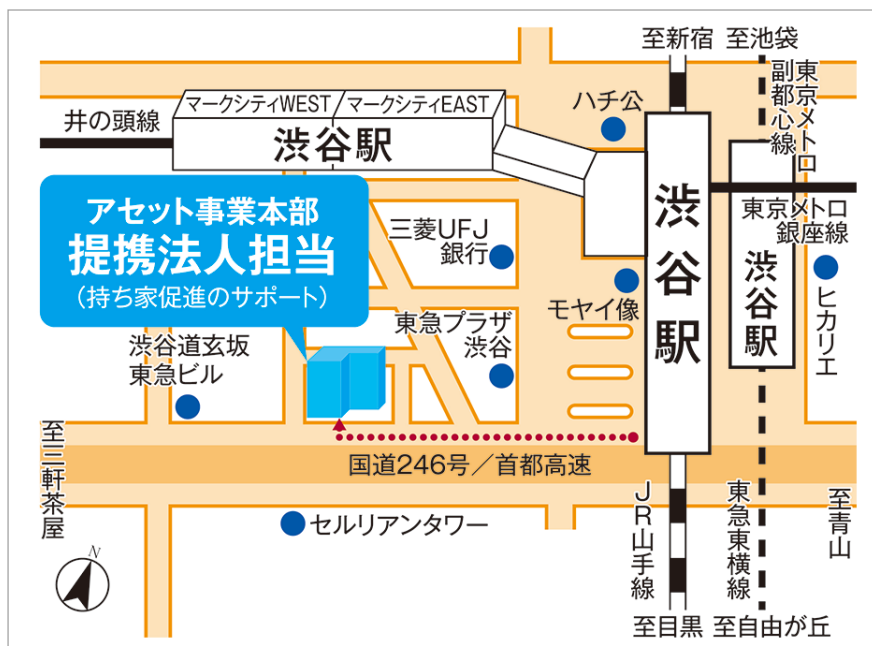 至新宿
至池袋
東京メトロ
副都心線
ハチ公
マークシティWEST
マークシティEAST
井の頭線
渋谷駅
渋谷駅
東京メトロ
銀座線
渋谷駅
アセット事業本部
提携法人担当
(持ち家促進のサポート)
三菱UFJ
銀行
モヤイ像
ヒカリエ
東急プラザ
渋谷
渋谷道玄坂
東急ビル
至三軒茶屋
国道246号/首都高速
セルリアンタワー
JR山手線
東急東横線
至青山
N
至目黒
至自由が丘